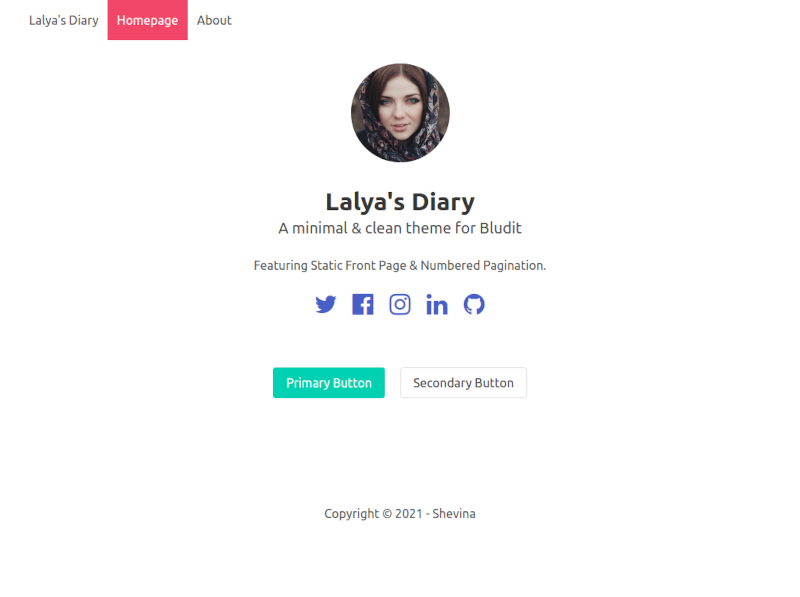 Lalya's Diary Homepage About
Lalya's Diary
A minimal & clean theme for Bludit
Featuring Static Front Page & Numbered Pagination.
Primary Button Secondary Button
Copyright © 2021 - Shevina